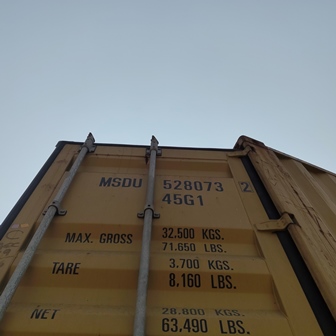 MSDU 528073 2
45G1
MAX. GROSS 32.500 KGS.
71.650 LBS.
TARE 3.700 KGS.
8.160 LBS.
NET 28.800 KGS.
63.490 LBS.